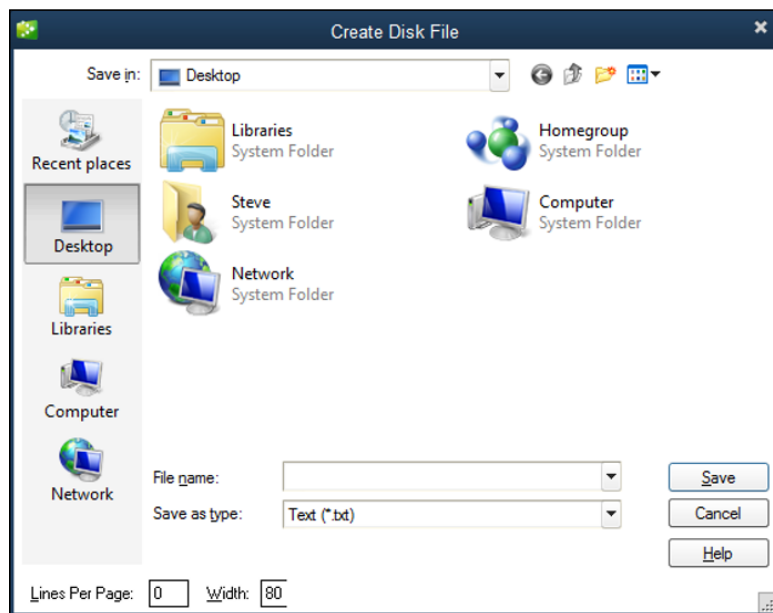 Create Disk File
Save in:
Desktop
Recent places
Desktop
Libraries
Computer
Network
Libraries
System Folder
Homegroup
System Folder
Steve
System Folder
Computer
System Folder
Network
System Folder
File name:
Save
Save as type:
Text (*.txt)
Cancel
Help
Lines Per Page:
0
Width:
80